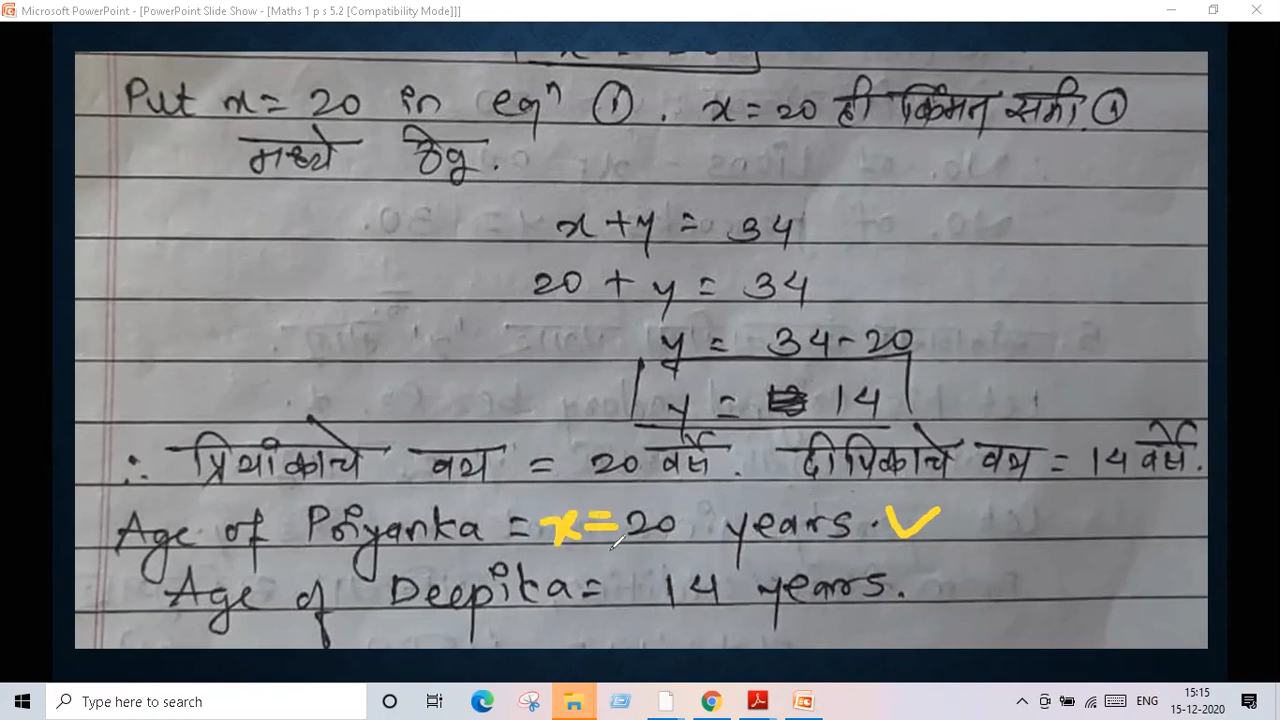 Microsoft PowerPoint - [PowerPoint Slide Show - [Maths 1 p s 5.2 [Compatibility Mode]]]
Put x = 20 in eqⁿ ①. x = 20 ही किंमत समी. ①
मध्ये ठेवू.
x + y = 34
20 + y = 34
y = 34 - 20
y = 14
∴ प्रियांकाचे वय = 20 वर्से. दीपिकाचे वय = 14 वर्से.
Age of Priyanka = x = 20 years. ✓
Age of Deepika = 14 years.
Type here to search
ENG
15:15
15-12-2020